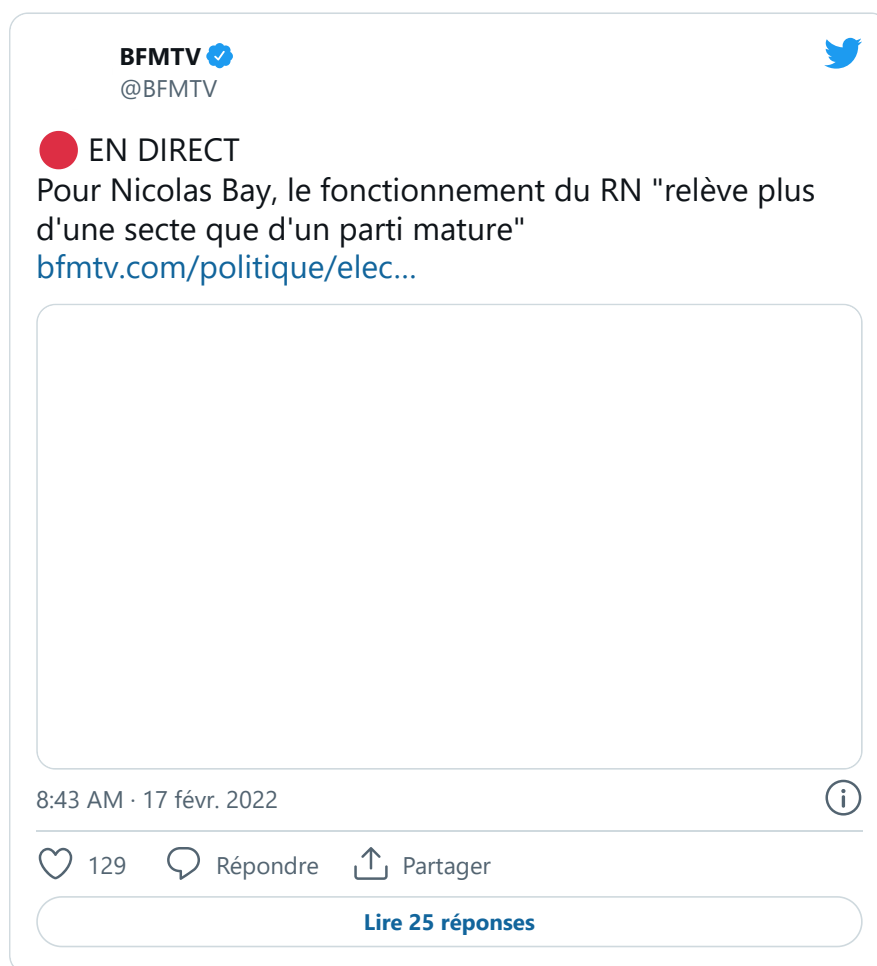 BFMTV
@BFMTV
EN DIRECT
Pour Nicolas Bay, le fonctionnement du RN "relève plus
d'une secte que d'un parti mature"
bfmtv.com/politique/elec…
8:43 AM · 17 févr. 2022
129 Répondre Partager
Lire 25 réponses